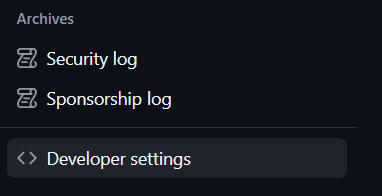 Archives
Security log
Sponsorship log
Developer settings